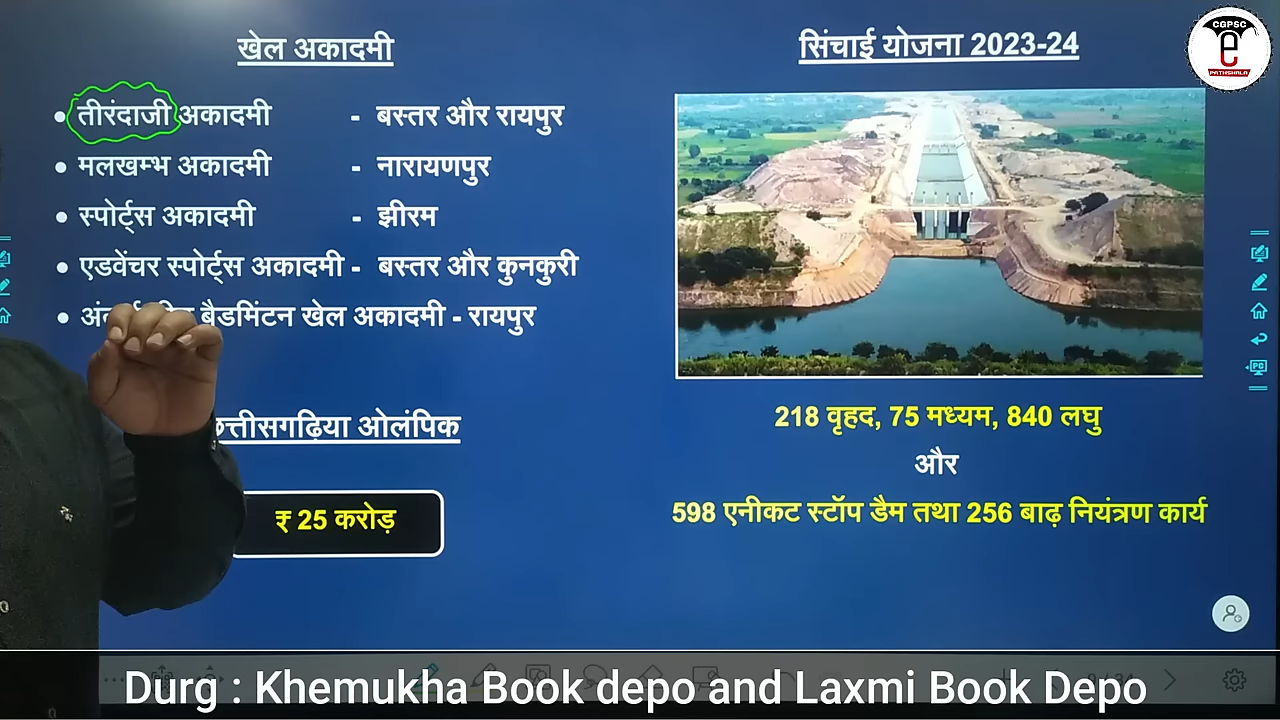 खेल अकादमी
• तीरंदाजी अकादमी - बस्तर और रायपुर
• मलखम्भ अकादमी - नारायणपुर
• स्पोर्ट्स अकादमी - झीरम
• एडवेंचर स्पोर्ट्स अकादमी - बस्तर और कुनकुरी
• बैडमिंटन खेल अकादमी - रायपुर
छत्तीसगढ़िया ओलंपिक
₹ 25 करोड़
सिंचाई योजना 2023-24
218 वृहद, 75 मध्यम, 840 लघु
और
598 एनीकट स्टॉप डैम तथा 256 बाढ़ नियंत्रण कार्य
CGPSC
e
PATHSHALA
Durg : Khemukha Book depo and Laxmi Book Depo